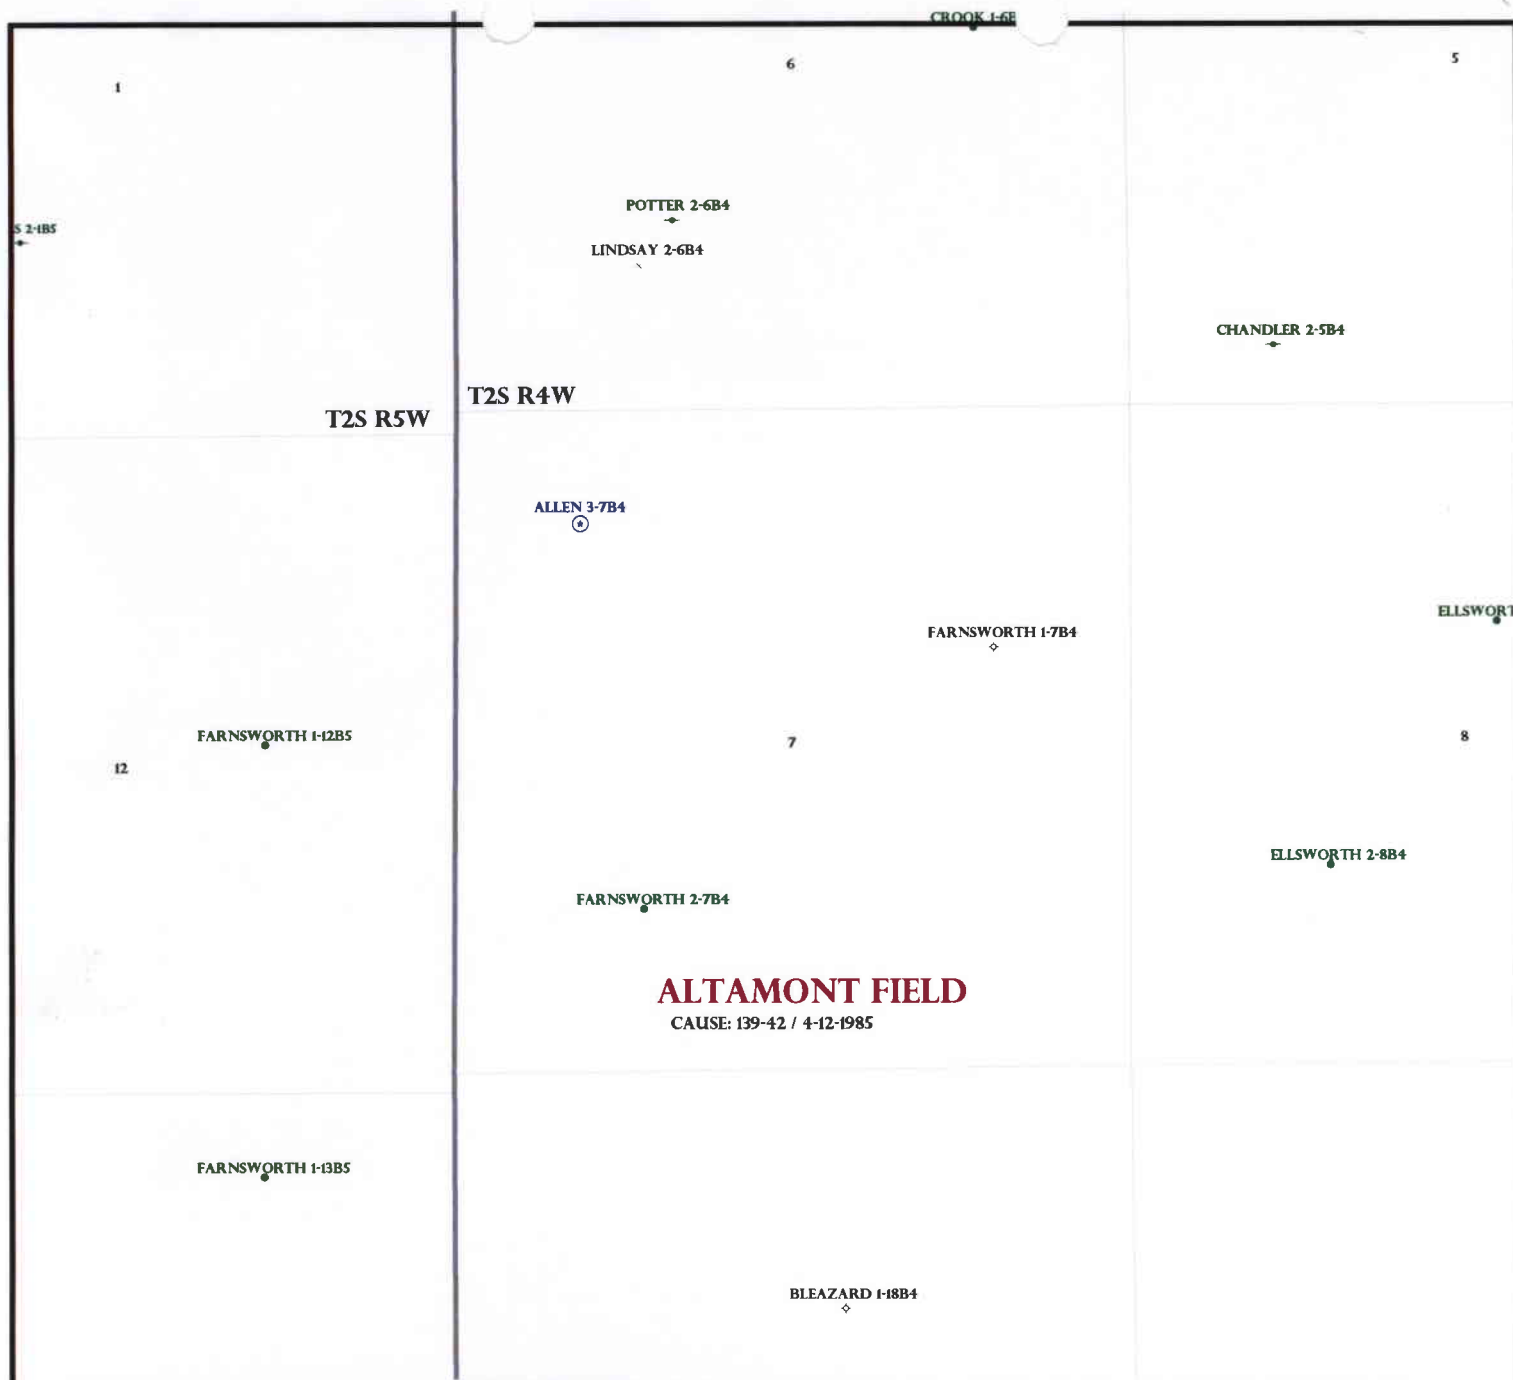 CROOK 1-6B
6
5
1
POTTER 2-6B4
S 2-1B5
LINDSAY 2-6B4
CHANDLER 2-5B4
T2S R4W
T2S R5W
ALLEN 3-7B4
ELLSWORT
FARNSWORTH 1-7B4
FARNSWORTH 1-12B5
7
8
12
ELLSWORTH 2-8B4
FARNSWORTH 2-7B4
ALTAMONT FIELD
CAUSE: 139-42 / 4-12-1985
FARNSWORTH 1-13B5
BLEAZARD 1-18B4